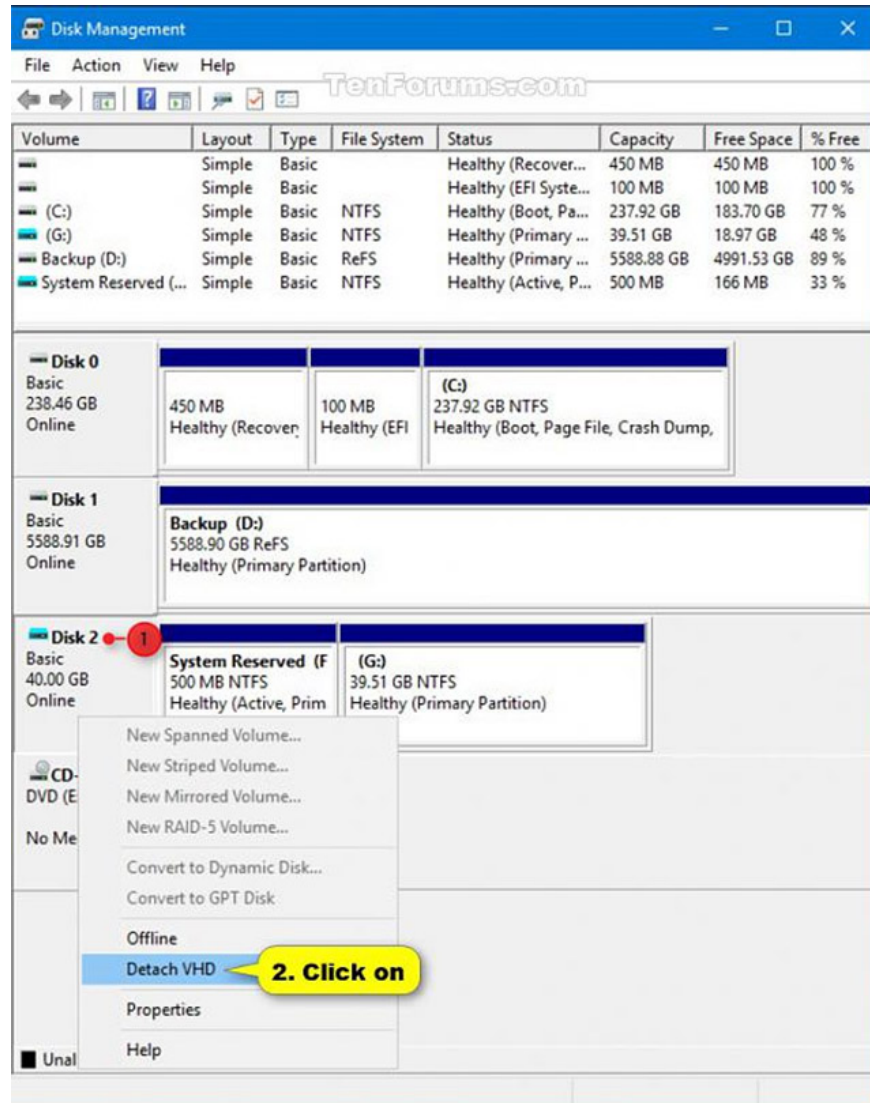 Disk Management
File Action View Help
TenForums.com
Volume Layout Type File System Status Capacity Free Space % Free
Simple Basic Healthy (Recover... 450 MB 450 MB 100 %
Simple Basic Healthy (EFI Syste... 100 MB 100 MB 100 %
(C:) Simple Basic NTFS Healthy (Boot, Pa... 237.92 GB 183.70 GB 77 %
(G:) Simple Basic NTFS Healthy (Primary ... 39.51 GB 18.97 GB 48 %
Backup (D:) Simple Basic ReFS Healthy (Primary ... 5588.88 GB 4991.53 GB 89 %
System Reserved (... Simple Basic NTFS Healthy (Active, P... 500 MB 166 MB 33 %
Disk 0
Basic
238.46 GB
Online
450 MB
Healthy (Recover
100 MB
Healthy (EFI
(C:)
237.92 GB NTFS
Healthy (Boot, Page File, Crash Dump,
Disk 1
Basic
5588.91 GB
Online
Backup (D:)
5588.90 GB ReFS
Healthy (Primary Partition)
Disk 2
1
Basic
40.00 GB
Online
System Reserved (F
500 MB NTFS
Healthy (Active, Prim
(G:)
39.51 GB NTFS
Healthy (Primary Partition)
CD-
DVD (E
No Me
New Spanned Volume...
New Striped Volume...
New Mirrored Volume...
New RAID-5 Volume...
Convert to Dynamic Disk...
Convert to GPT Disk
Offline
Detach VHD
2. Click on
Properties
Help
Unal